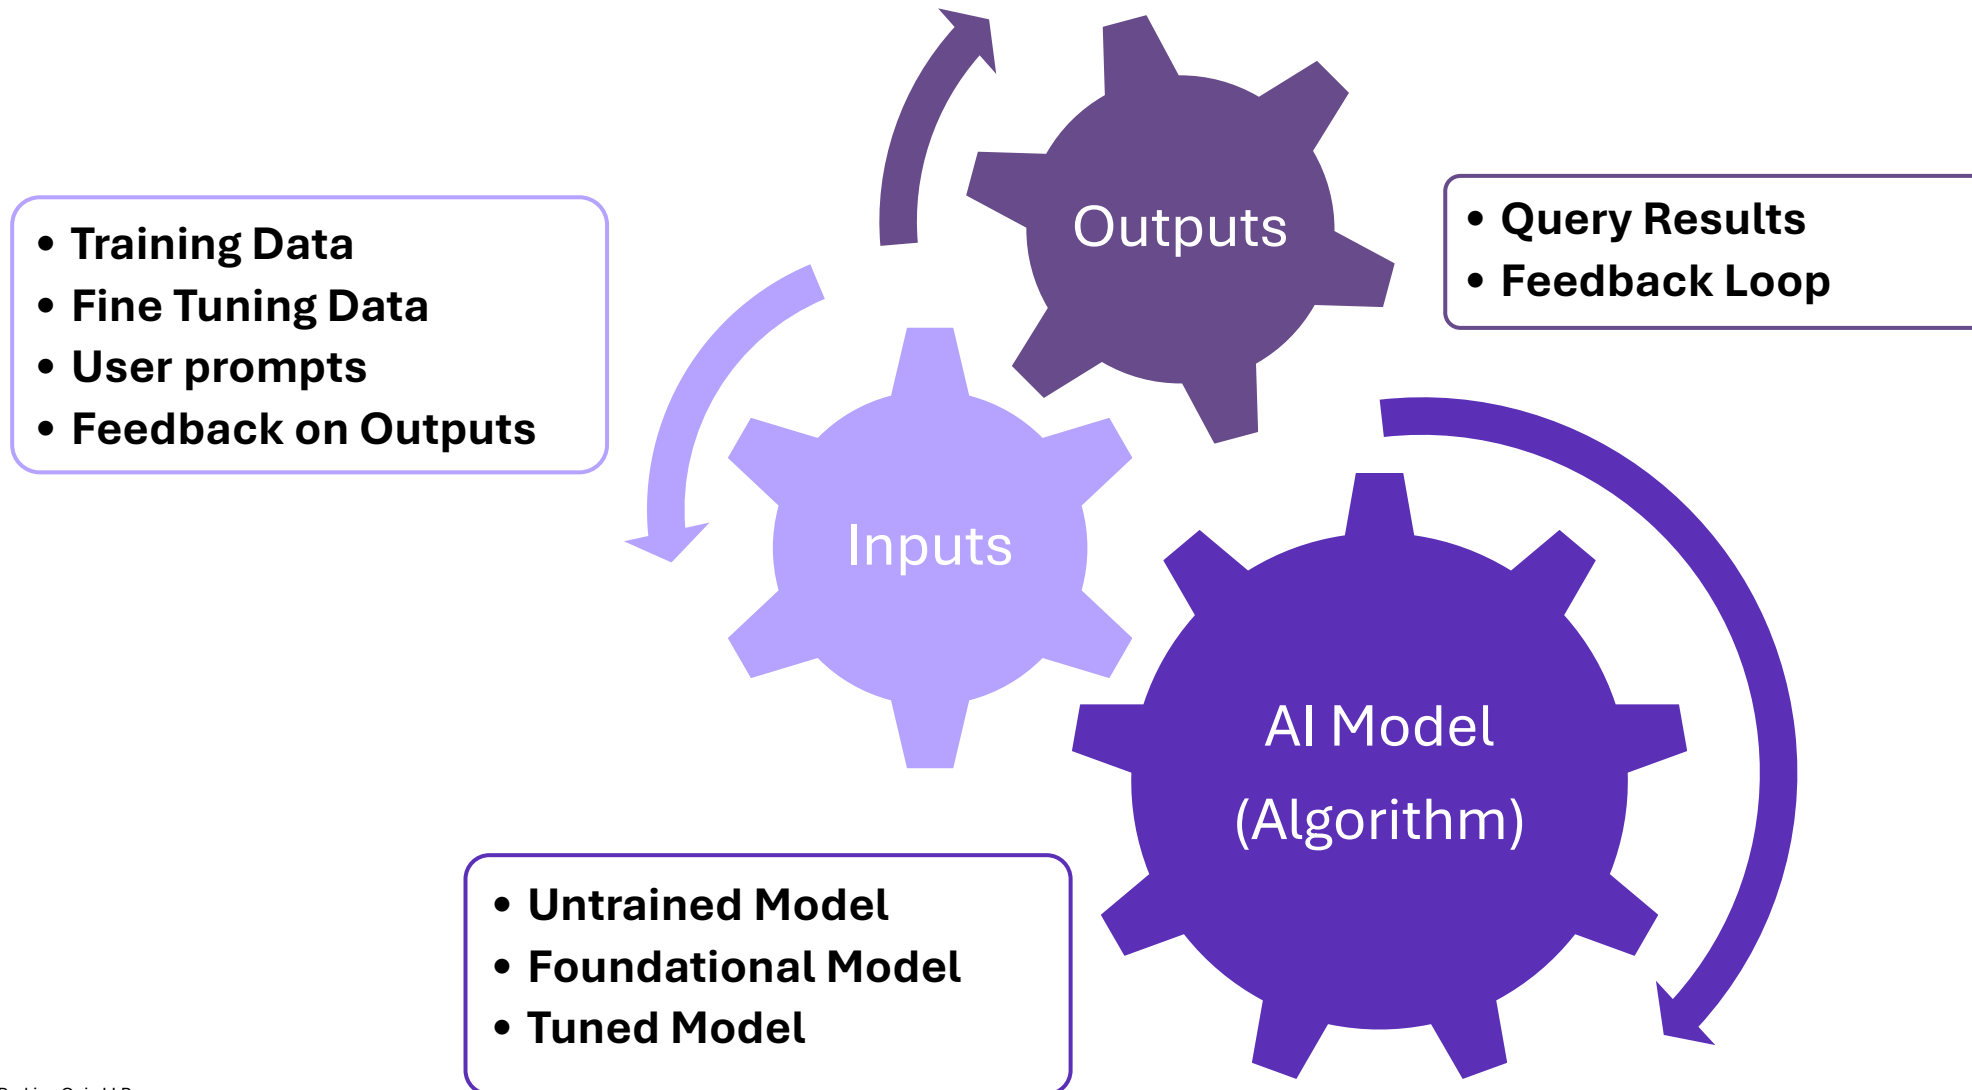 Outputs
• Query Results
• Feedback Loop
• Training Data
• Fine Tuning Data
• User prompts
• Feedback on Outputs
Inputs
AI Model
(Algorithm)
• Untrained Model
• Foundational Model
• Tuned Model